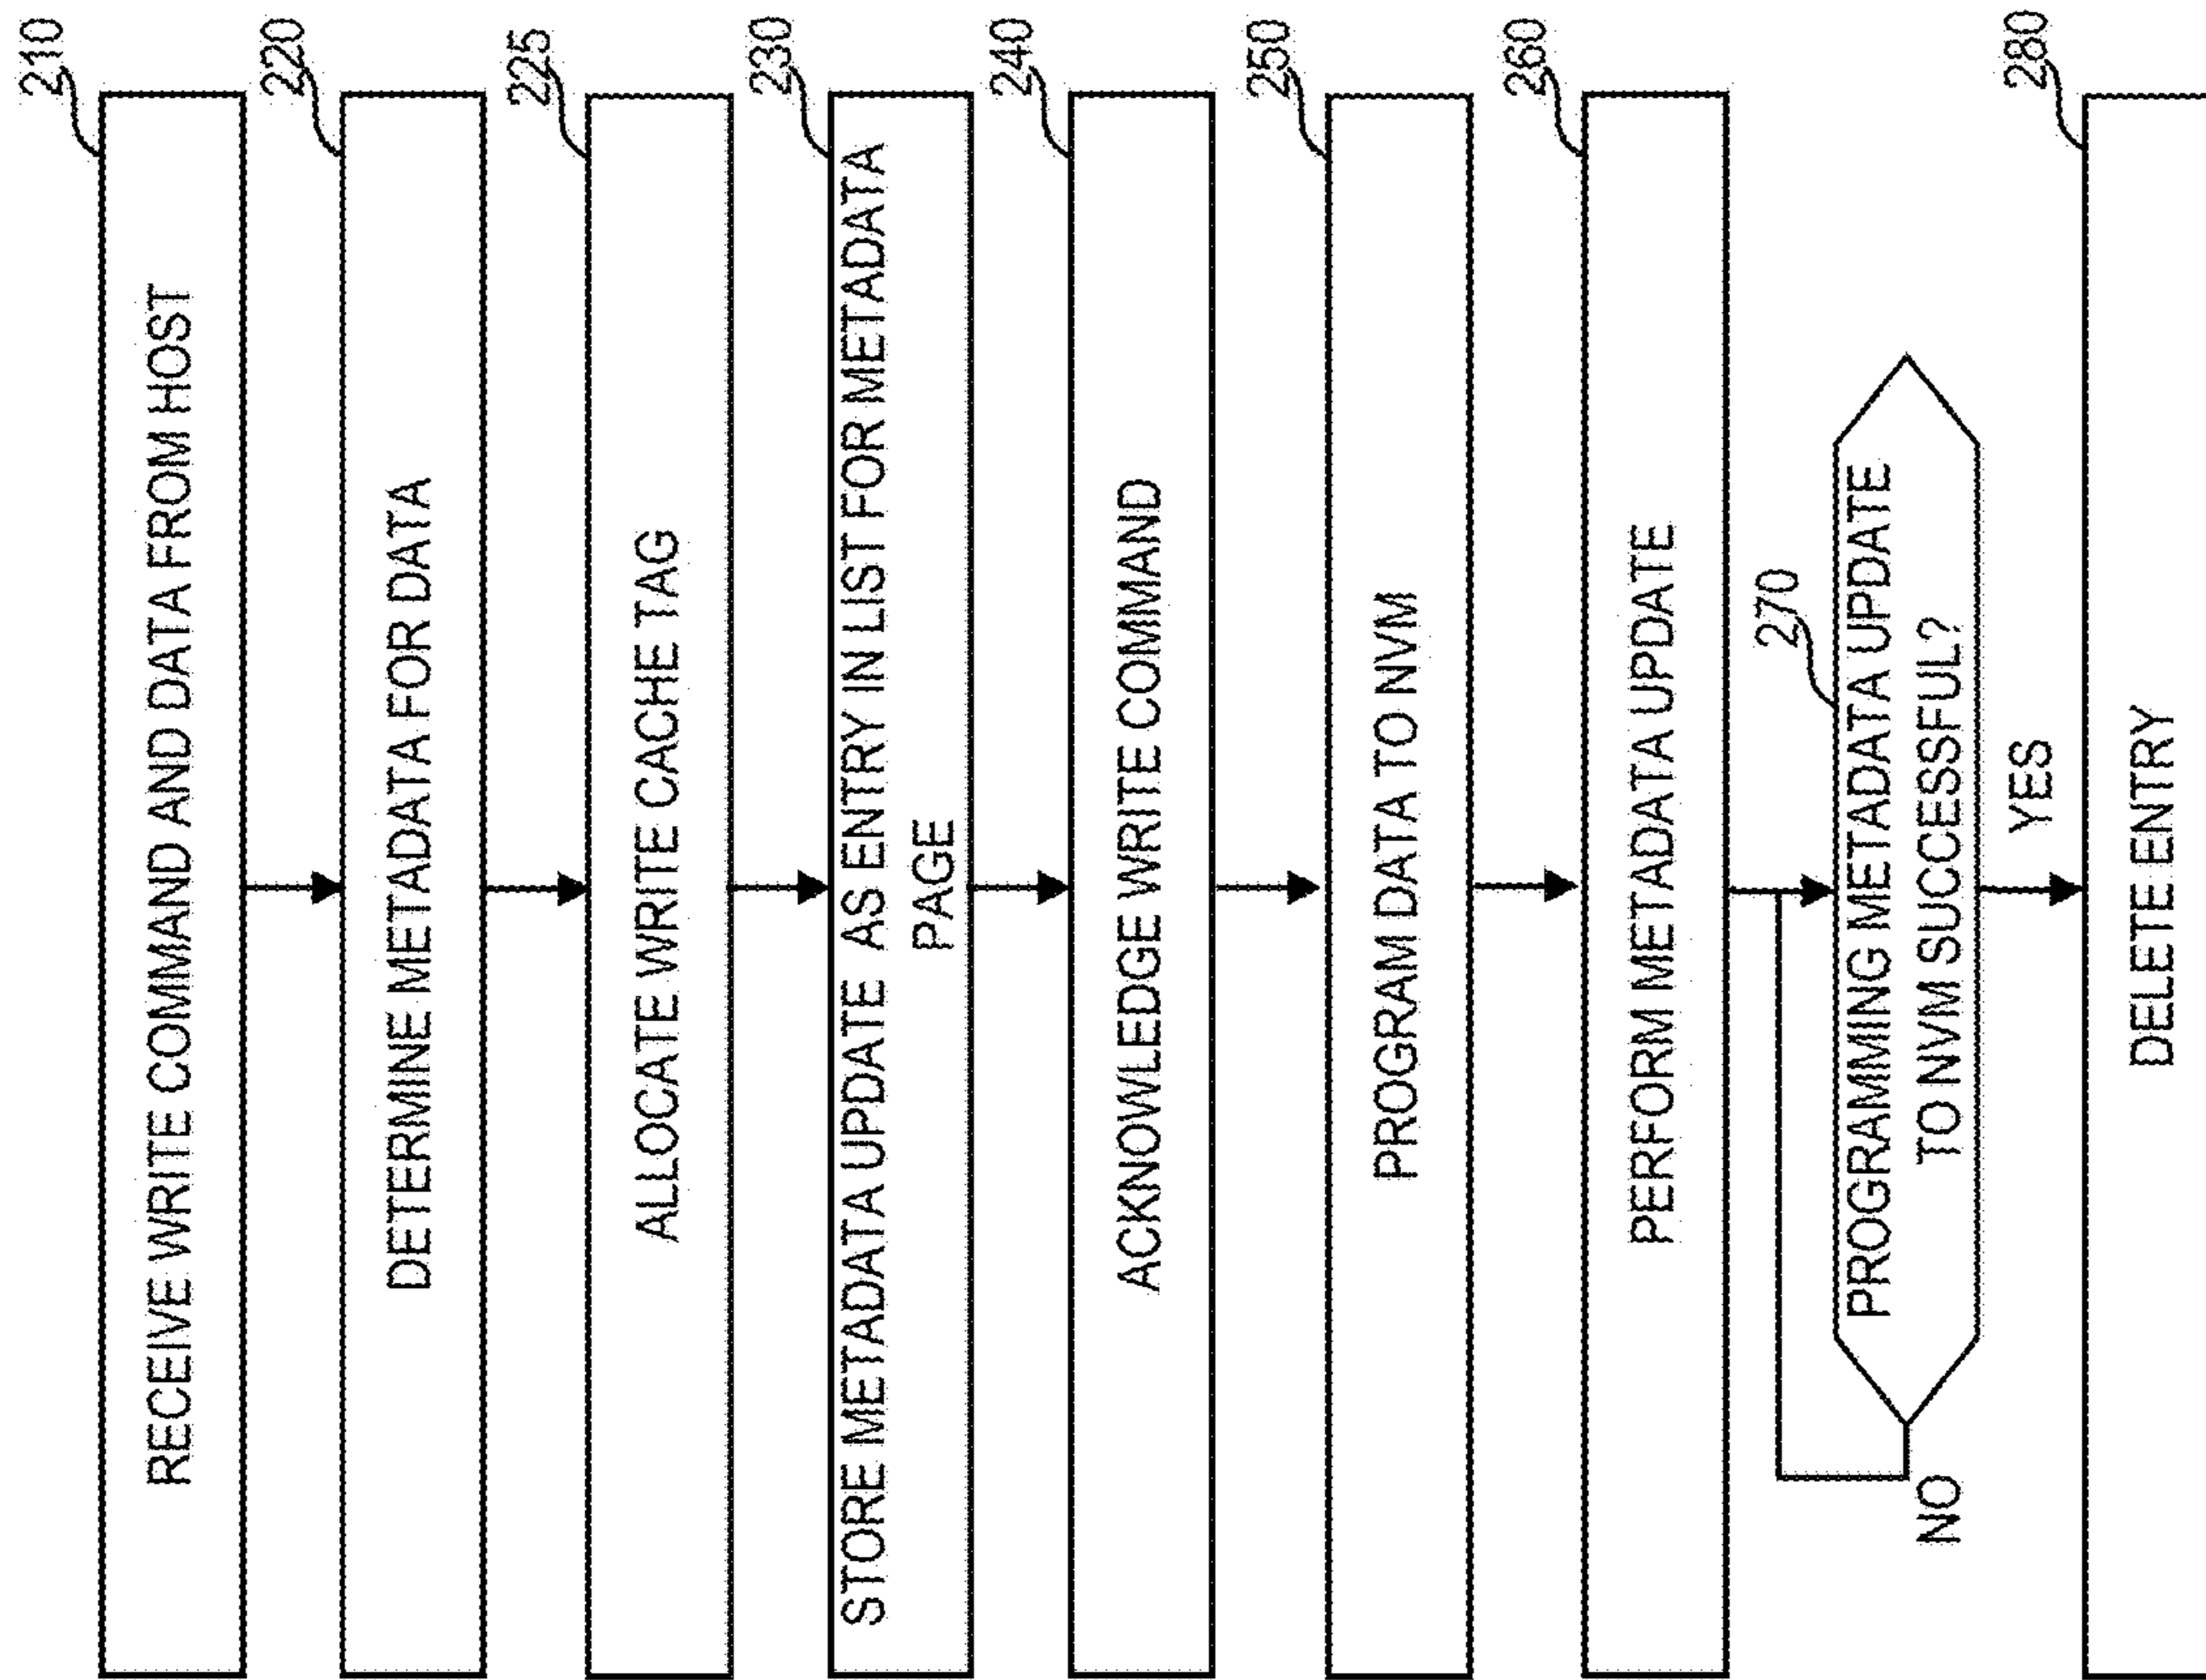 210
RECEIVE WRITE COMMAND AND DATA FROM HOST
220
DETERMINE METADATA FOR DATA
225
ALLOCATE WRITE CACHE TAG
230
STORE METADATA UPDATE AS ENTRY IN LIST FOR METADATA
PAGE
240
ACKNOWLEDGE WRITE COMMAND
250
PROGRAM DATA TO NVM
260
PERFORM METADATA UPDATE
270
PROGRAMMING METADATA UPDATE
TO NVM SUCCESSFUL?
NO
YES
280
DELETE ENTRY